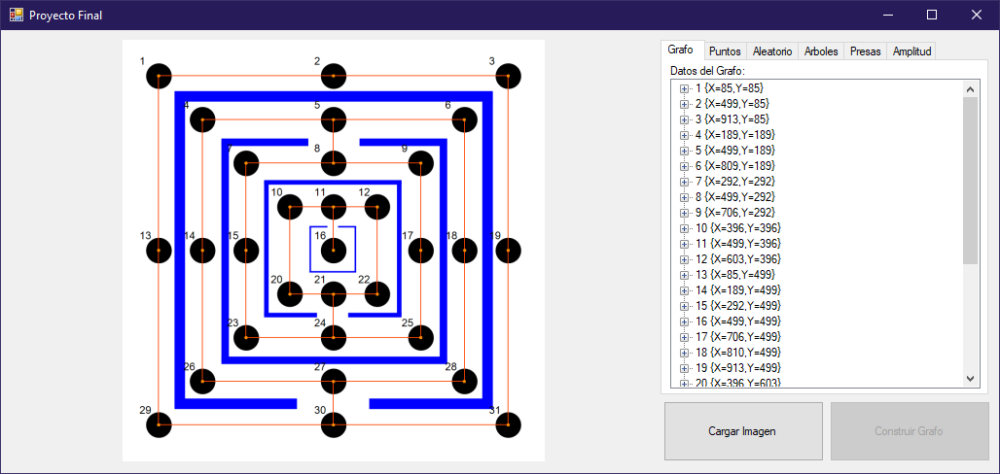 Proyecto Final
1 2 3
4 5 6
7 8 9
10 11 12
13 14 15 16 17 18 19
20 21 22
23 24 25
26 27 28
29 30 31
Grafo Puntos Aleatorio Arboles Presas Amplitud
Datos del Grafo:
1 {X=85,Y=85}
2 {X=499,Y=85}
3 {X=913,Y=85}
4 {X=189,Y=189}
5 {X=499,Y=189}
6 {X=809,Y=189}
7 {X=292,Y=292}
8 {X=499,Y=292}
9 {X=706,Y=292}
10 {X=396,Y=396}
11 {X=499,Y=396}
12 {X=603,Y=396}
13 {X=85,Y=499}
14 {X=189,Y=499}
15 {X=292,Y=499}
16 {X=499,Y=499}
17 {X=706,Y=499}
18 {X=810,Y=499}
19 {X=913,Y=499}
20 {X=396,Y=603}
Cargar Imagen Construir Grafo